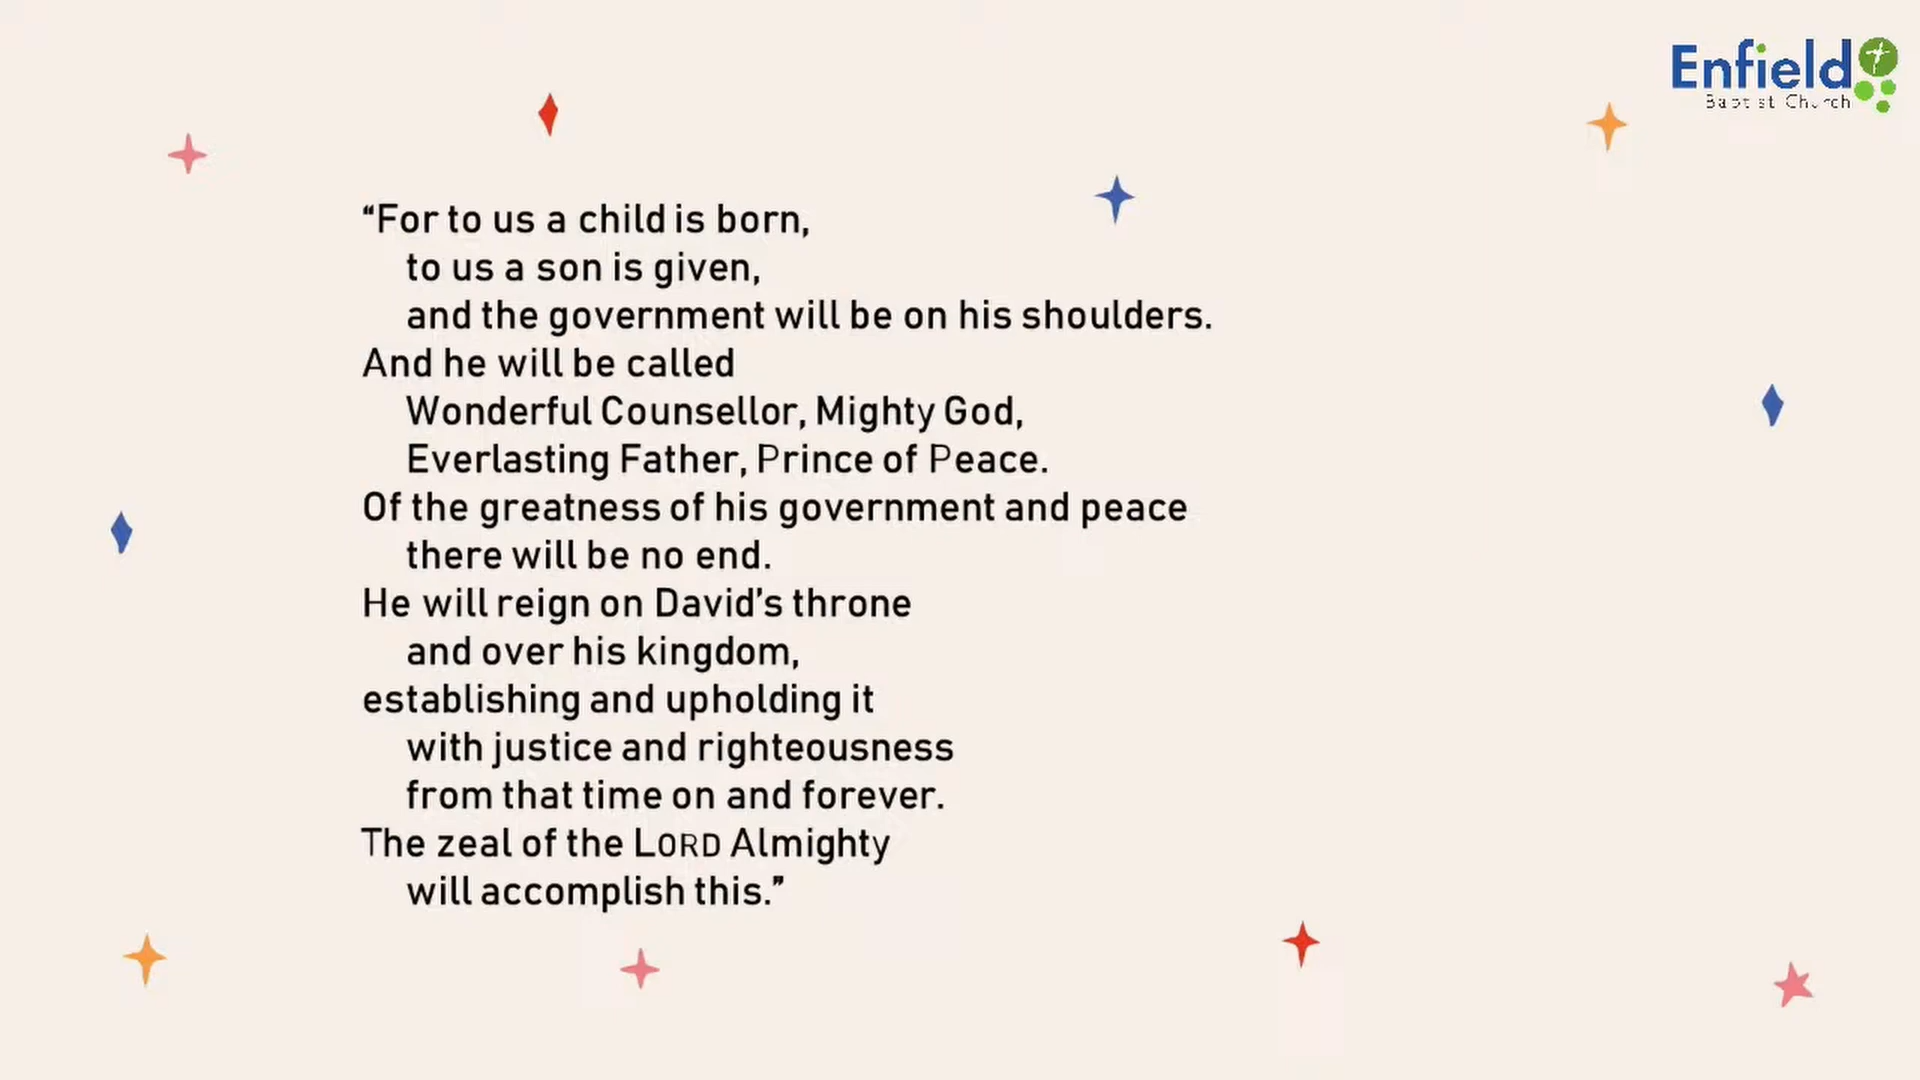 Enfield
Baptist Church
“For to us a child is born,
to us a son is given,
and the government will be on his shoulders.
And he will be called
Wonderful Counsellor, Mighty God,
Everlasting Father, Prince of Peace.
Of the greatness of his government and peace
there will be no end.
He will reign on David’s throne
and over his kingdom,
establishing and upholding it
with justice and righteousness
from that time on and forever.
The zeal of the LORD Almighty
will accomplish this.”